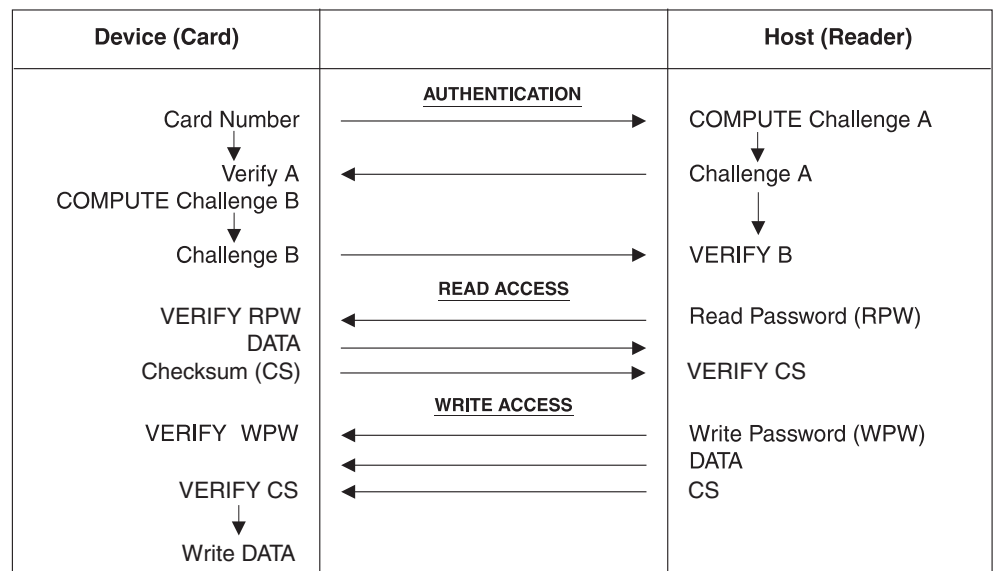 Device (Card) Host (Reader)
AUTHENTICATION
Card Number COMPUTE Challenge A
Verify A Challenge A
COMPUTE Challenge B
Challenge B VERIFY B
READ ACCESS
VERIFY RPW Read Password (RPW)
DATA
Checksum (CS) VERIFY CS
WRITE ACCESS
VERIFY WPW Write Password (WPW)
DATA
VERIFY CS CS
Write DATA